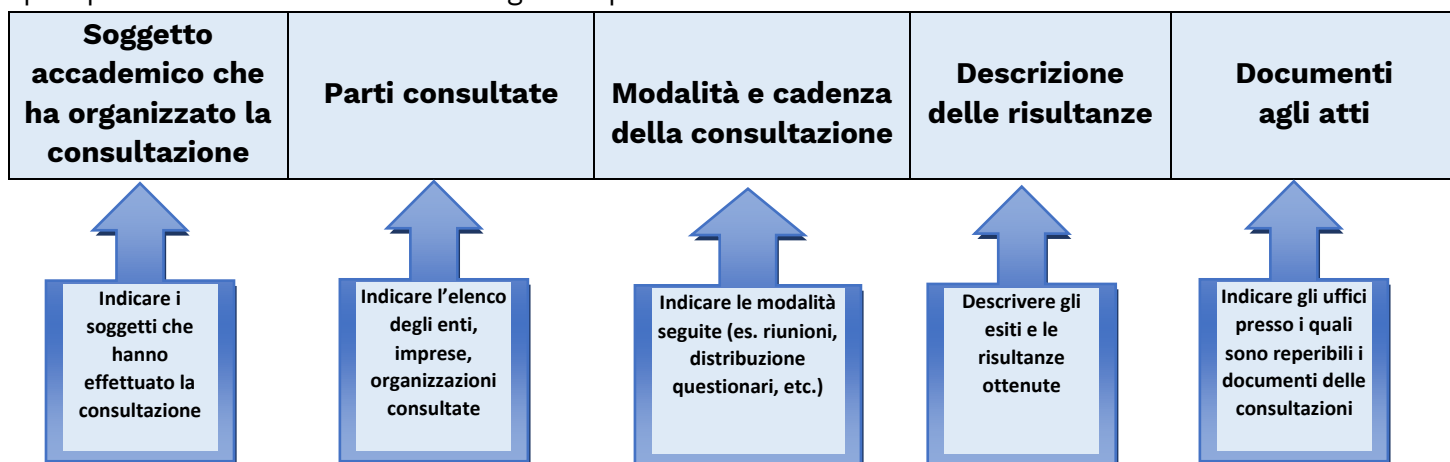 Soggetto
accademico che
ha organizzato la
consultazione
Parti consultate
Modalità e cadenza
della consultazione
Descrizione
delle risultanze
Documenti
agli atti
Indicare i
soggetti che
hanno
effettuato la
consultazione
Indicare l’elenco
degli enti,
imprese,
organizzazioni
consultate
Indicare le modalità
seguite (es. riunioni,
distribuzione
questionari, etc.)
Descrivere gli
esiti e le
risultanze
ottenute
Indicare gli uffici
presso i quali
sono reperibili i
documenti delle
consultazioni